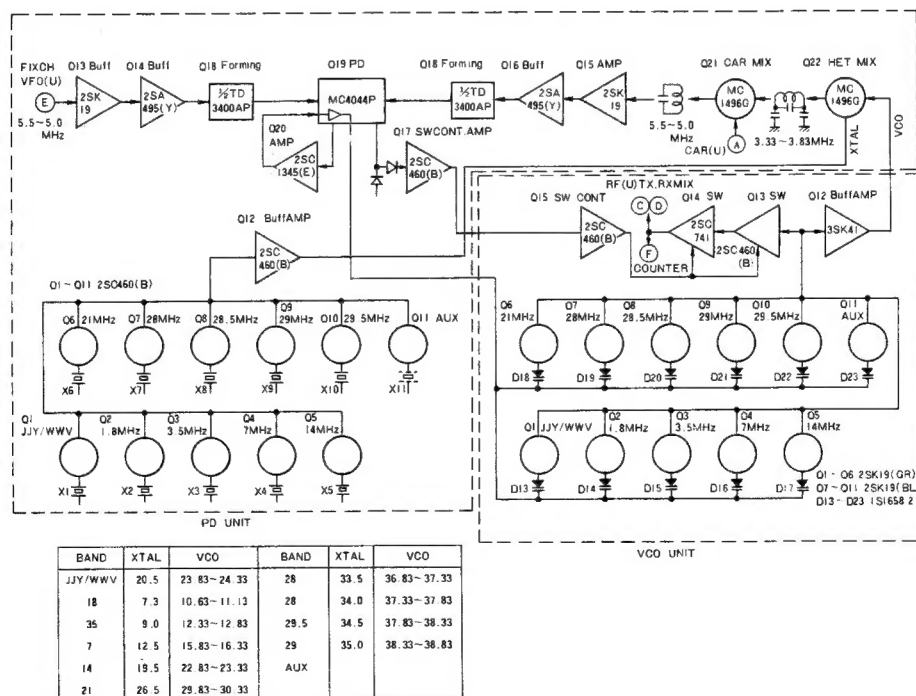 FIXCH
VFO(U)
E
5.5~5.0
MHz
Q13 Buff
2SK
19
Q14 Buff
2SA
495(Y)
Q18 Forming
½TD
3400AP
Q19 PD
MC4044P
Q18 Forming
½TD
3400AP
Q16 Buff
2SA
495(Y)
Q15 AMP
2SK
19
5.5~5.0
MHz
Q21 CAR MIX
MC
1496G
CAR(U)
A
3.33~3.83MHz
Q22 HET MIX
MC
1496G
XTAL
VCO
Q20
AMP
2SC
1345(E)
Q17 SWCONT.AMP
2SC
460(B)
Q12 BuffAMP
2SC
460(B)
Q15 SW CONT
2SC
460(B)
RF(U)TX.RXMIX
C D
F
COUNTER
Q14 SW
2SC
741
Q13 SW
2SC460
(B)
Q12 BuffAMP
3SK41
Q1~Q11 2SC460(B)
Q6 21MHz
Q7 28MHz
Q8 28.5MHz
Q9
29MHz
Q10 29.5MHz
Q11 AUX
X6
X7
X8
X9
X10
X11
Q1
JJY/WWV
Q2
1.8MHz
Q3
3.5MHz
Q4
7MHz
Q5
14MHz
X1
X2
X3
X4
X5
PD UNIT
Q6
21MHz
Q7
28MHz
Q8
28.5MHz
Q9
29MHz
Q10
29.5MHz
Q11
AUX
D18
D19
D20
D21
D22
D23
Q1 JJY/WWV
Q2
1.8MHz
Q3
3.5MHz
Q4
7MHz
Q5
14MHz
D13
D14
D15
D16
D17
Q1~Q6 2SK19(GR)
Q7~Q11 2SK19(BL
D13~D23 1S1658 2
VCO UNIT
BAND XTAL VCO BAND XTAL VCO
JJY/WWV 20.5 23.83~24.33 28 33.5 36.83~37.33
18 7.3 10.63~11.13 28 34.0 37.33~37.83
35 9.0 12.33~12.83 29.5 34.5 37.83~38.33
7 12.5 15.83~16.33 29 35.0 38.33~38.83
14 19.5 22.83~23.33 AUX
21 26.5 29.83~30.33